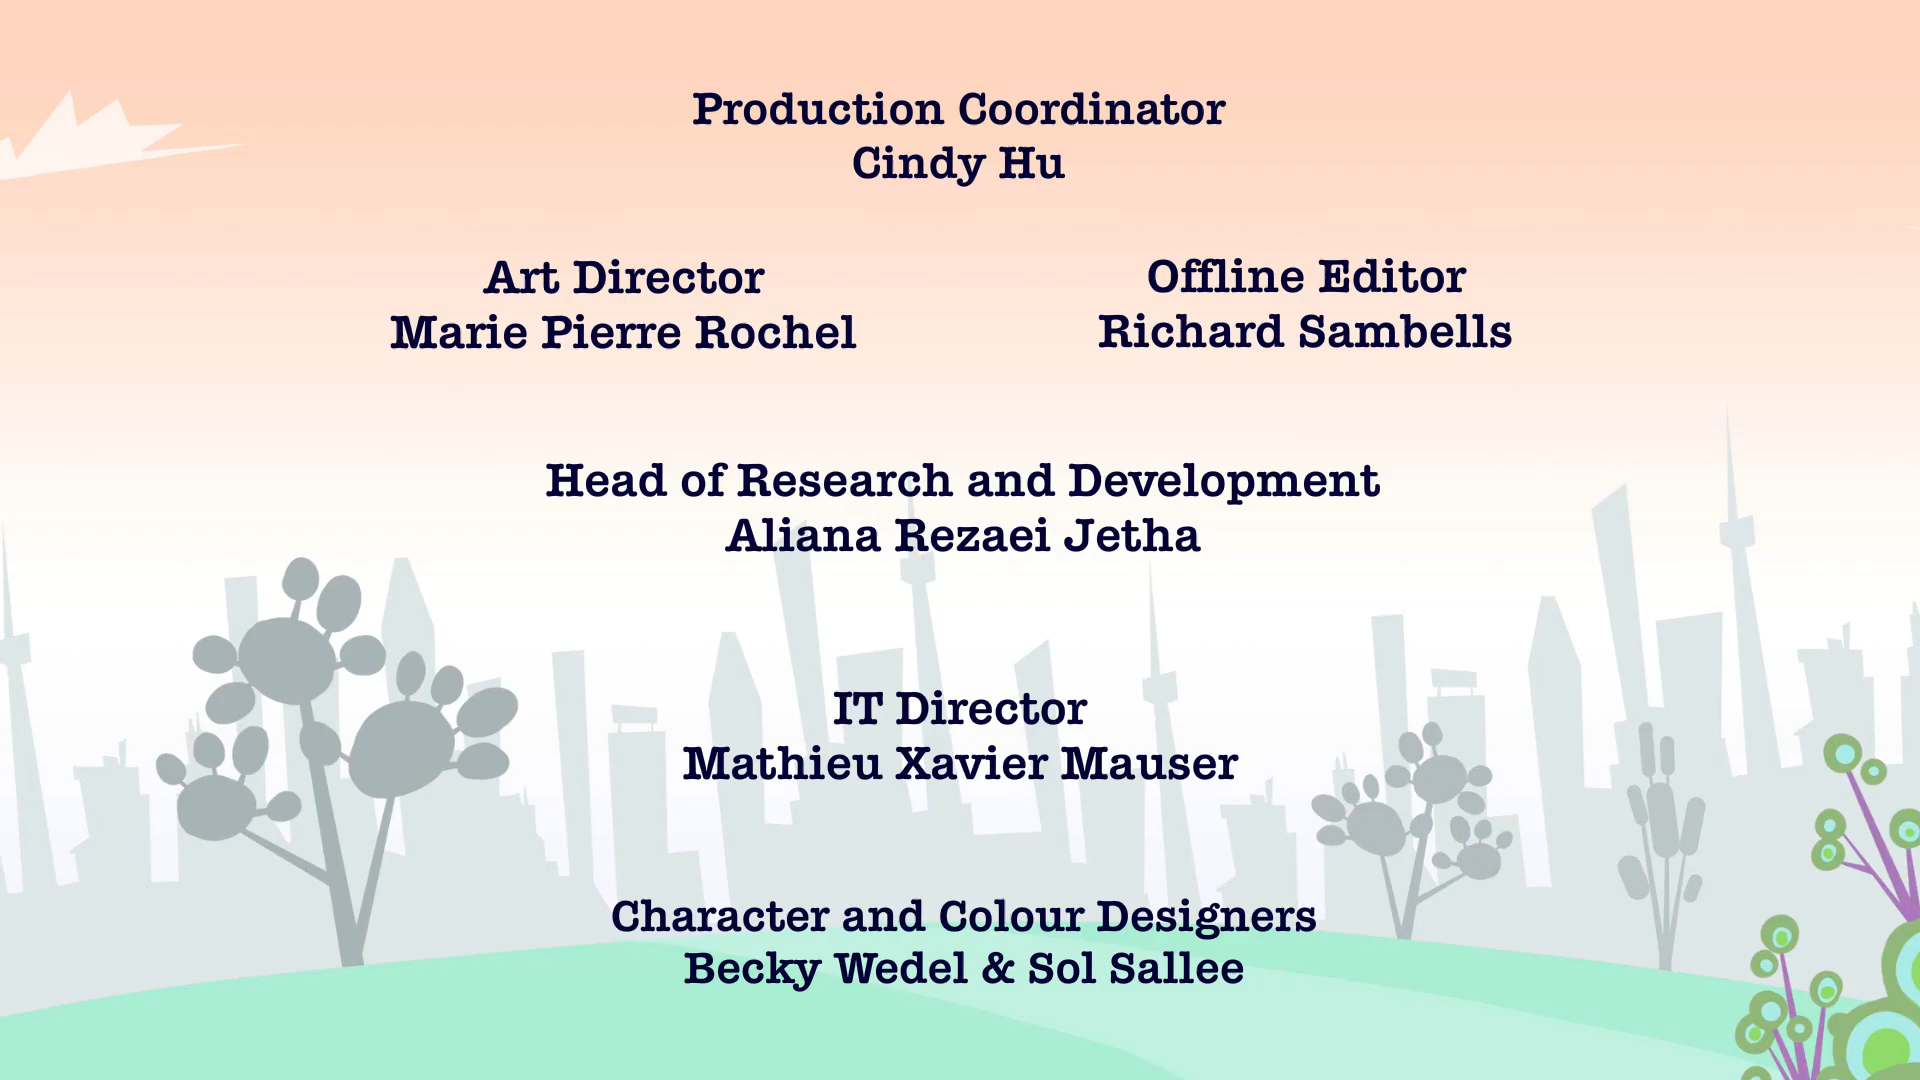 Production Coordinator
Cindy Hu
Art Director
Marie Pierre Rochel
Offline Editor
Richard Sambells
Head of Research and Development
Aliana Rezaei Jetha
IT Director
Mathieu Xavier Mauser
Character and Colour Designers
Becky Wedel & Sol Sallee